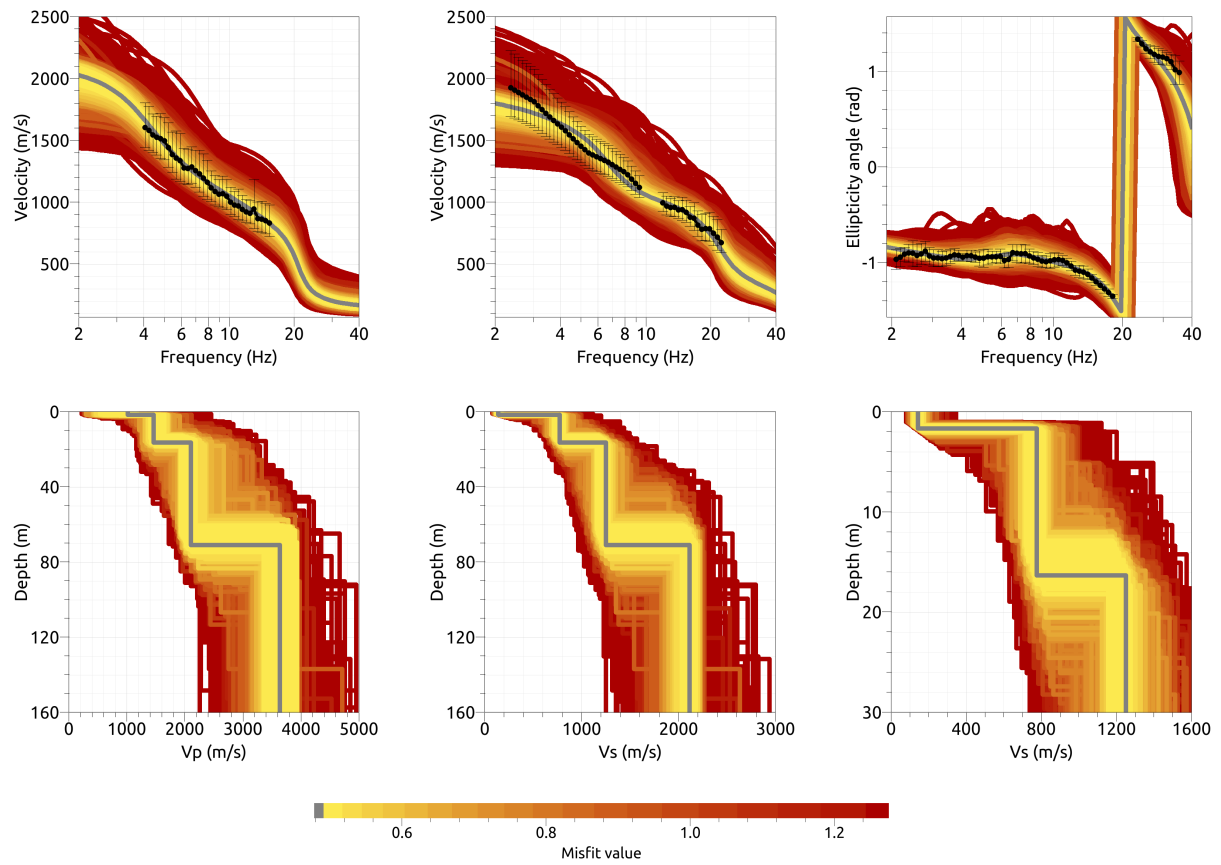 2500
2000
1500
1000
500
Velocity (m/s)
2 4 6 8 10 20 40
Frequency (Hz)
2500
2000
1500
1000
500
Velocity (m/s)
2 4 6 8 10 20 40
Frequency (Hz)
1
0
-1
Ellipticity angle (rad)
2 4 6 8 10 20 40
Frequency (Hz)
0
40
80
120
160
Depth (m)
0 1000 2000 3000 4000 5000
Vp (m/s)
0
40
80
120
160
Depth (m)
0 1000 2000 3000
Vs (m/s)
0
10
20
30
Depth (m)
0 400 800 1200 1600
Vs (m/s)
0.6 0.8 1.0 1.2
Misfit value